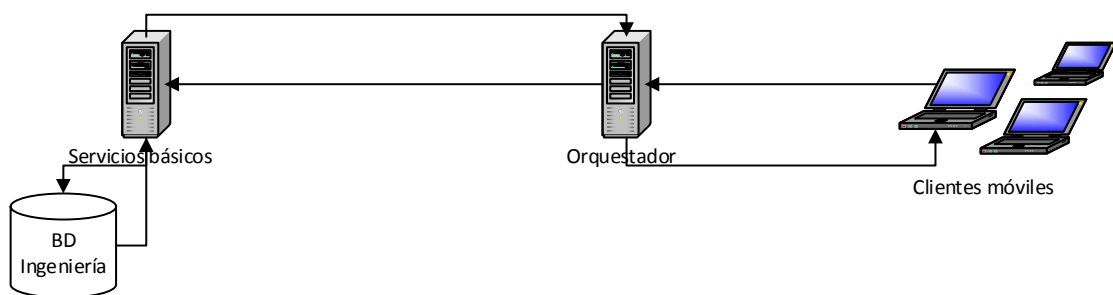 Servicios básicos
Orquestador
Clientes móviles
BD
Ingeniería